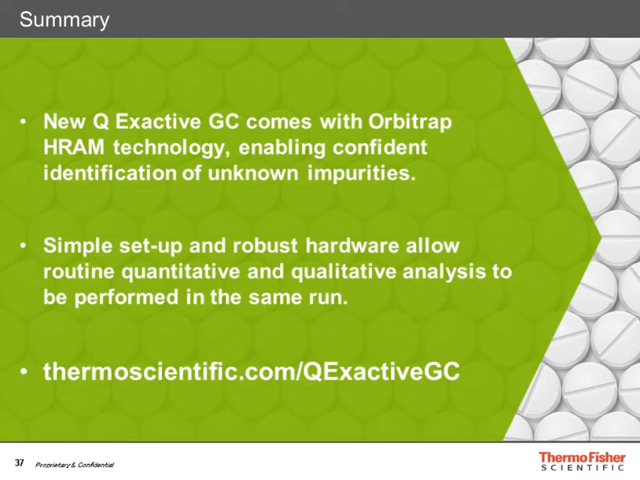 Summary
• New Q Exactive GC comes with Orbitrap
HRAM technology, enabling confident
identification of unknown impurities.
• Simple set-up and robust hardware allow
routine quantitative and qualitative analysis to
be performed in the same run.
• thermoscientific.com/QExactiveGC
37 Proprietary & Confidential
ThermoFisher
SCIENTIFIC